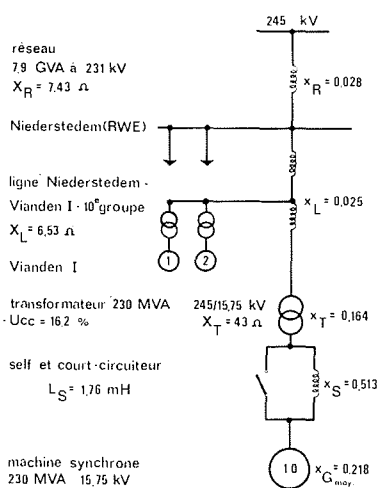 245 kV
réseau
7,9 GVA à 231 kV
X_R = 7.43 Ω
x_R = 0,028
Niederstedem(RWE)
ligne Niederstedem -
Vianden I - 10e groupe
X_L = 6,53 Ω
x_L = 0,025
1 2
Vianden I
transformateur 230 MVA
- Ucc = 16.2 %
245/15,75 kV
X_T = 43 Ω
x_T = 0,164
self et court-circuiteur
L_S = 1,76 mH
x_S = 0,513
machine synchrone
230 MVA 15,75 kV
10
x_G moy. = 0,218